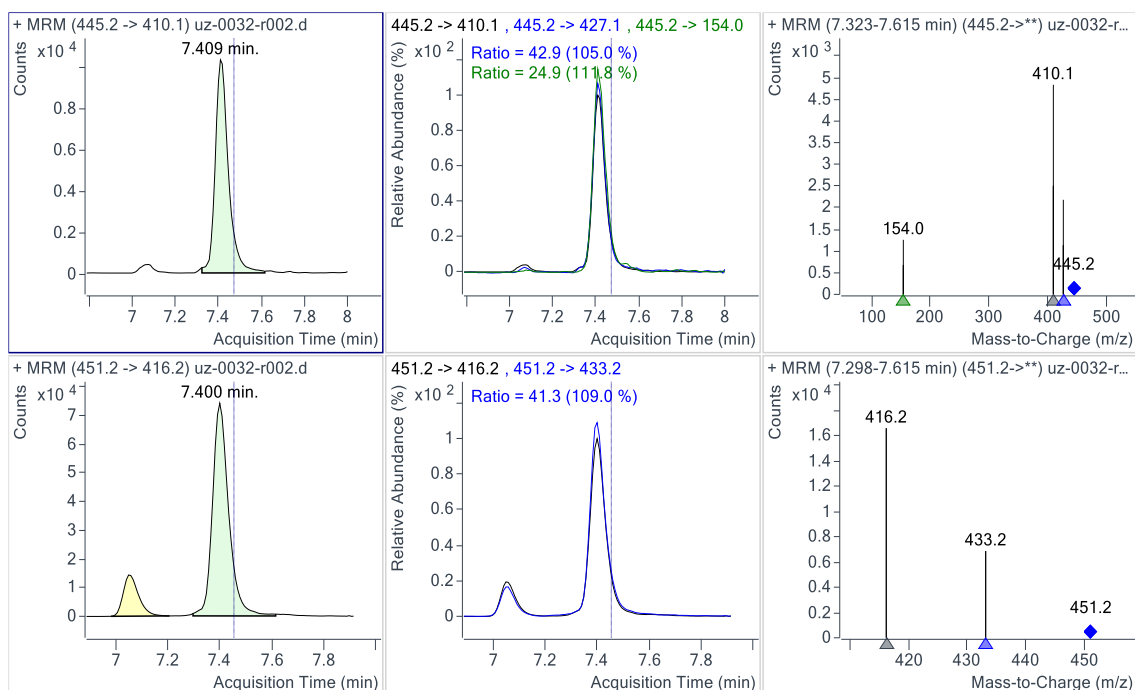 + MRM (445.2 -> 410.1) uz-0032-r002.d
Counts
x10 4
7.409 min.
0.8
0.6
0.4
0.2
0
7
7.2
7.4
7.6
7.8
8
Acquisition Time (min)
445.2 -> 410.1 , 445.2 -> 427.1 , 445.2 -> 154.0
Relative Abundance (%)
x10 2
Ratio = 42.9 (105.0 %)
Ratio = 24.9 (111.8 %)
1
0.8
0.6
0.4
0.2
0
7
7.2
7.4
7.6
7.8
8
Acquisition Time (min)
+ MRM (7.323-7.615 min) (445.2->**) uz-0032-r...
Counts
x10 3
410.1
154.0
445.2
5
4.5
4
3.5
3
2.5
2
1.5
1
0.5
0
100
200
300
400
500
Mass-to-Charge (m/z)
+ MRM (451.2 -> 416.2) uz-0032-r002.d
Counts
x10 4
7.400 min.
7
6
5
4
3
2
1
0
7
7.2
7.4
7.6
7.8
Acquisition Time (min)
451.2 -> 416.2 , 451.2 -> 433.2
Relative Abundance (%)
x10 2
Ratio = 41.3 (109.0 %)
1
0.8
0.6
0.4
0.2
0
7
7.2
7.4
7.6
7.8
Acquisition Time (min)
+ MRM (7.298-7.615 min) (451.2->**) uz-0032-r...
Counts
x10 4
416.2
433.2
451.2
1.6
1.4
1.2
1
0.8
0.6
0.4
0.2
0
420
430
440
450
Mass-to-Charge (m/z)